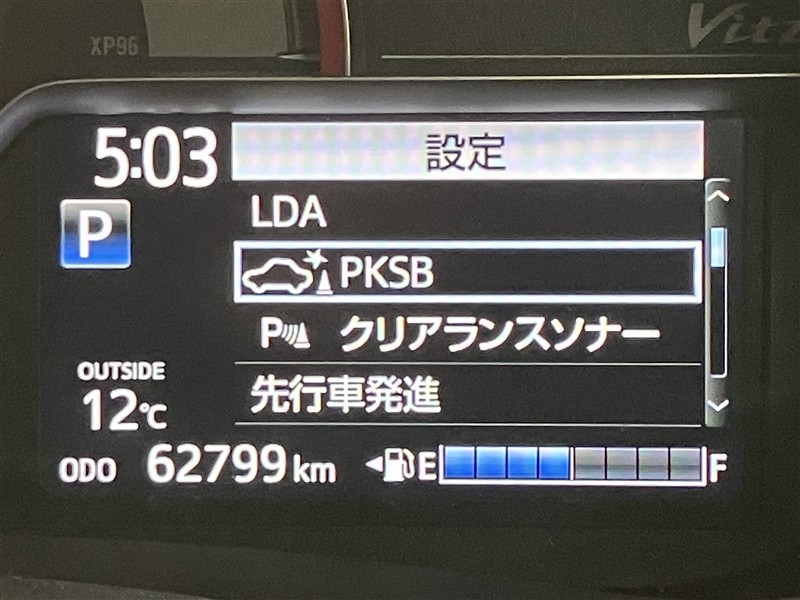 XP96
Vitz
5:03
設定
LDA
P
PKSB
P クリアランスソナー
OUTSIDE
12℃
先行車発進
ODO 62799 km
E
F